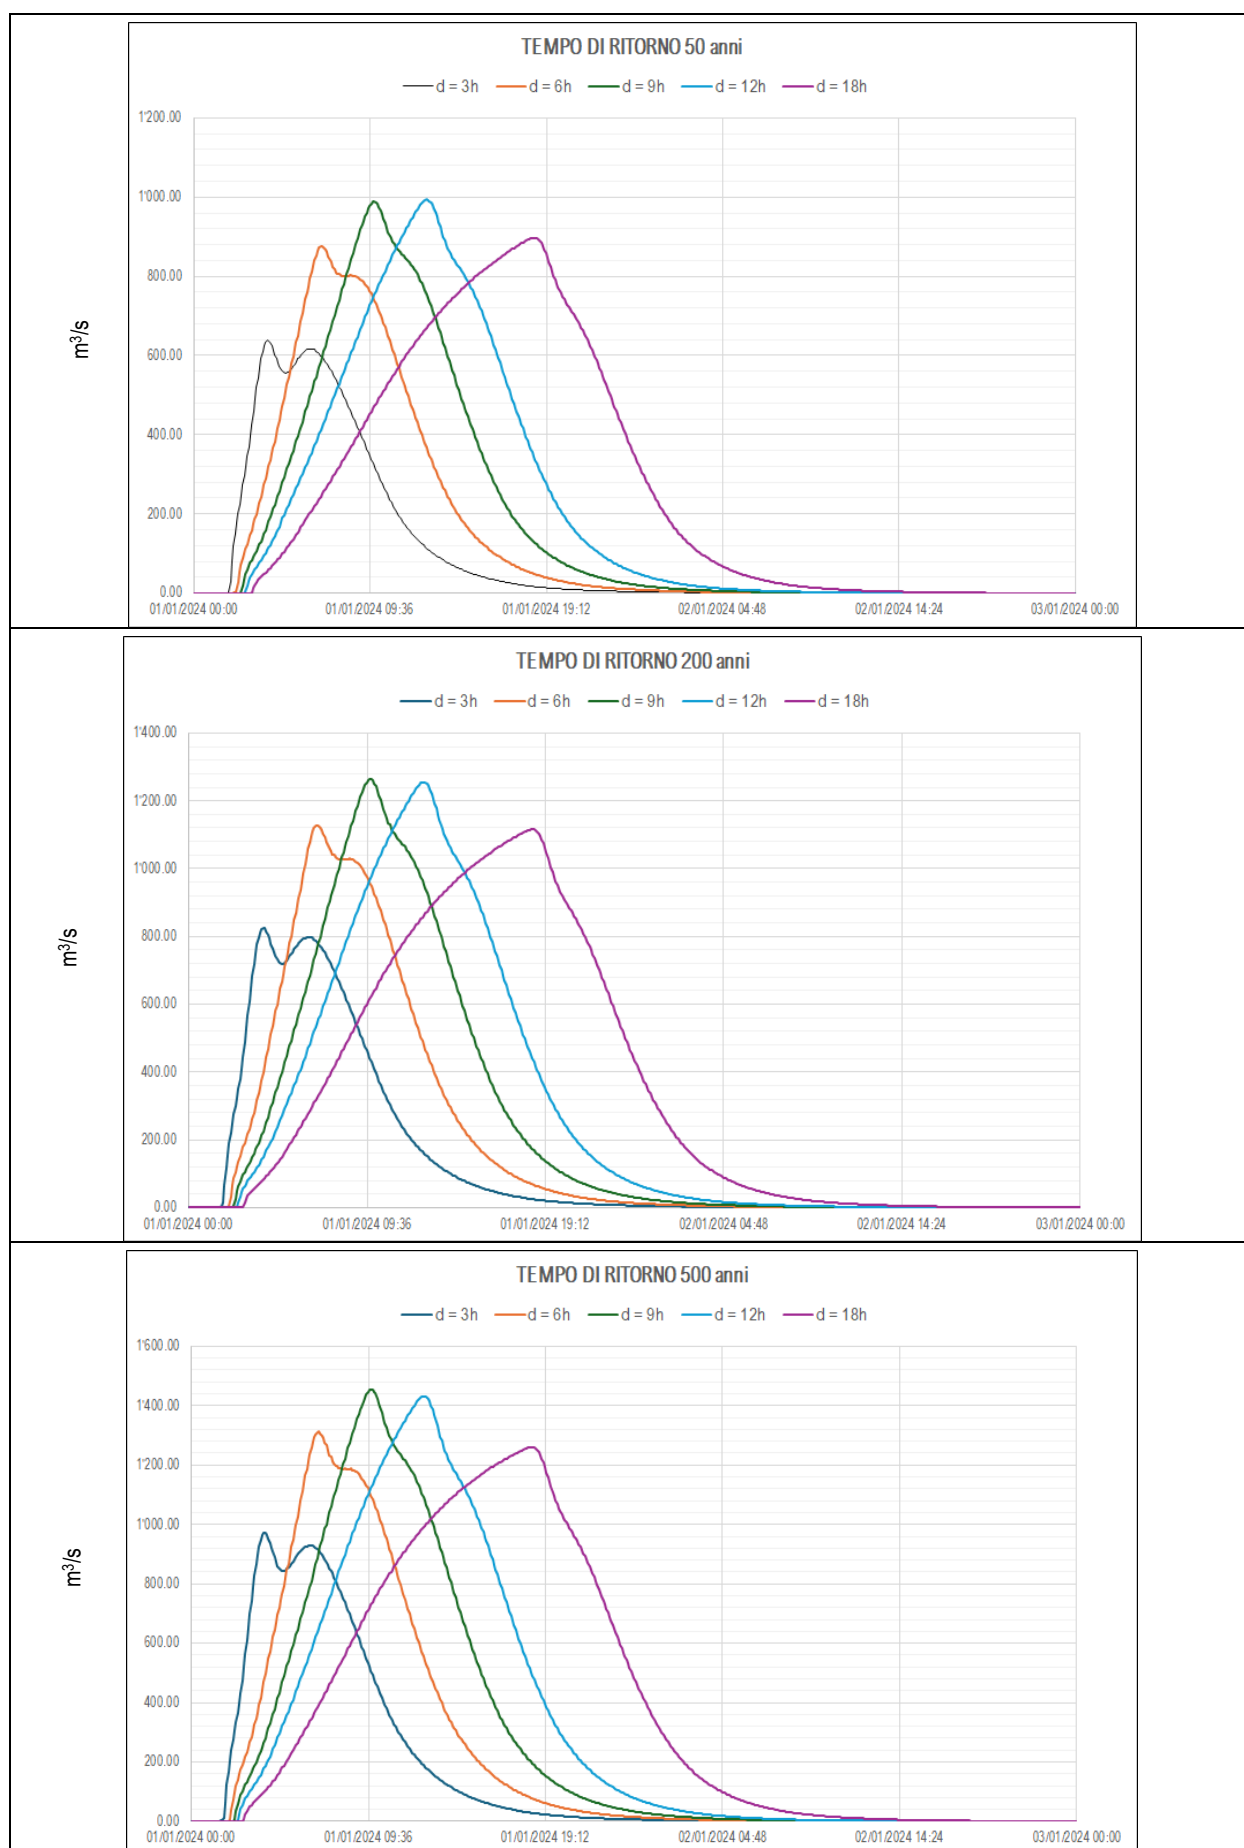 TEMPO DI RITORNO 50 anni
d = 3h d = 6h d = 9h d = 12h d = 18h
1'200.00
1'000.00
800.00
600.00
400.00
200.00
0.00
m³/s
01/01/2024 00:00 01/01/2024 09:36 01/01/2024 19:12 02/01/2024 04:48 02/01/2024 14:24 03/01/2024 00:00
TEMPO DI RITORNO 200 anni
d = 3h d = 6h d = 9h d = 12h d = 18h
1'400.00
1'200.00
1'000.00
800.00
600.00
400.00
200.00
0.00
m³/s
01/01/2024 00:00 01/01/2024 09:36 01/01/2024 19:12 02/01/2024 04:48 02/01/2024 14:24 03/01/2024 00:00
TEMPO DI RITORNO 500 anni
d = 3h d = 6h d = 9h d = 12h d = 18h
1'600.00
1'400.00
1'200.00
1'000.00
800.00
600.00
400.00
200.00
0.00
m³/s
01/01/2024 00:00 01/01/2024 09:36 01/01/2024 19:12 02/01/2024 04:48 02/01/2024 14:24 03/01/2024 00:00